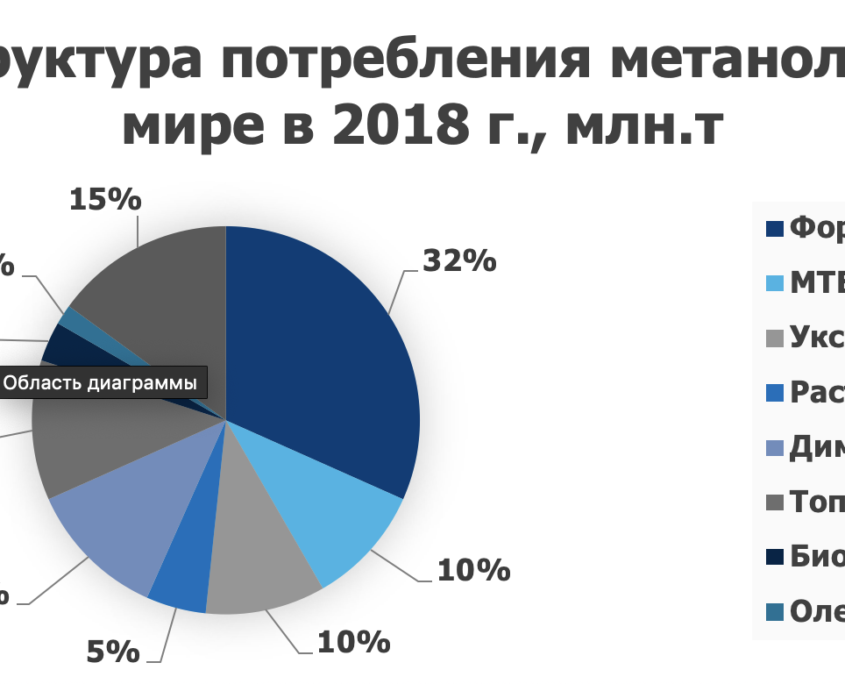 руктура потребления метанол
мире в 2018 г., млн.т
15%
%
32%
Область диаграммы
10%
%
10%
5%
Фор
МТБ
Укс
Рас
Дим
Топ
Био
Оле